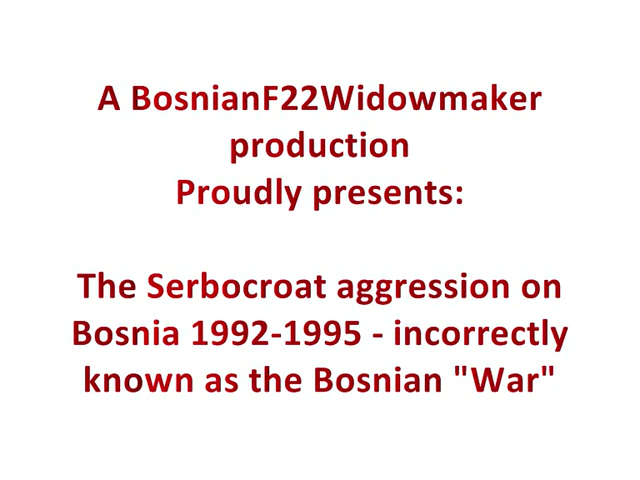 A BosnianF22Widowmaker
production
Proudly presents:
The Serbocroat aggression on
Bosnia 1992-1995 - incorrectly
known as the Bosnian "War"